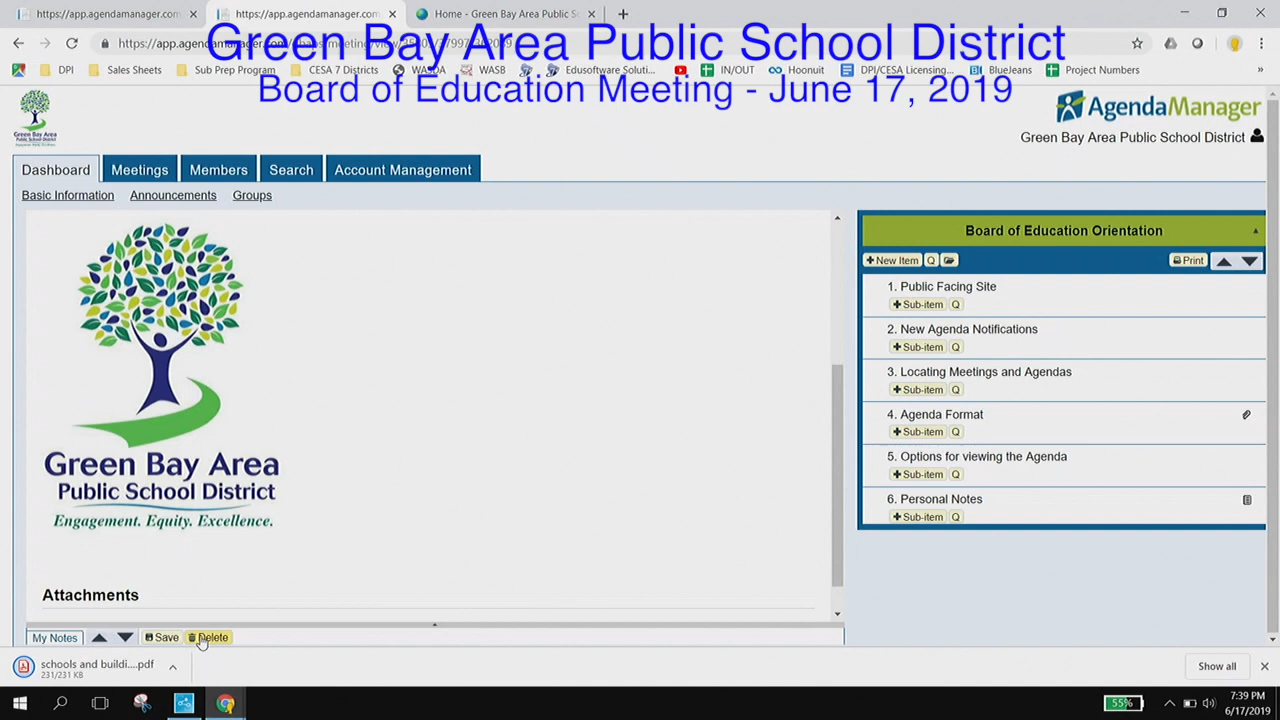 https://app.agendamanager.com/
https://app.agendamanager.com/
Home - Green Bay Area Public Sc
Green Bay Area Public School District
Board of Education Meeting - June 17, 2019
DPI
Sales Sheets
Sub Prep Program
CESA 7 Districts
WASDA
WASB
Edusoftware Soluti...
IN/OUT
Hoonuit
DPI/CESA Licensing...
BlueJeans
Project Numbers
»
AgendaManager
Green Bay Area Public School District
Dashboard
Meetings
Members
Search
Account Management
Basic Information
Announcements
Groups
Green Bay Area
Public School District
Engagement. Equity. Excellence.
Attachments
My Notes
Save
Delete
Board of Education Orientation
+ New Item
Q
Print
1. Public Facing Site
+ Sub-item Q
2. New Agenda Notifications
+ Sub-item Q
3. Locating Meetings and Agendas
+ Sub-item Q
4. Agenda Format
+ Sub-item Q
5. Options for viewing the Agenda
+ Sub-item Q
6. Personal Notes
+ Sub-item Q
schools and buildi....pdf
231/231 KB
Show all
55%
7:39 PM
6/17/2019